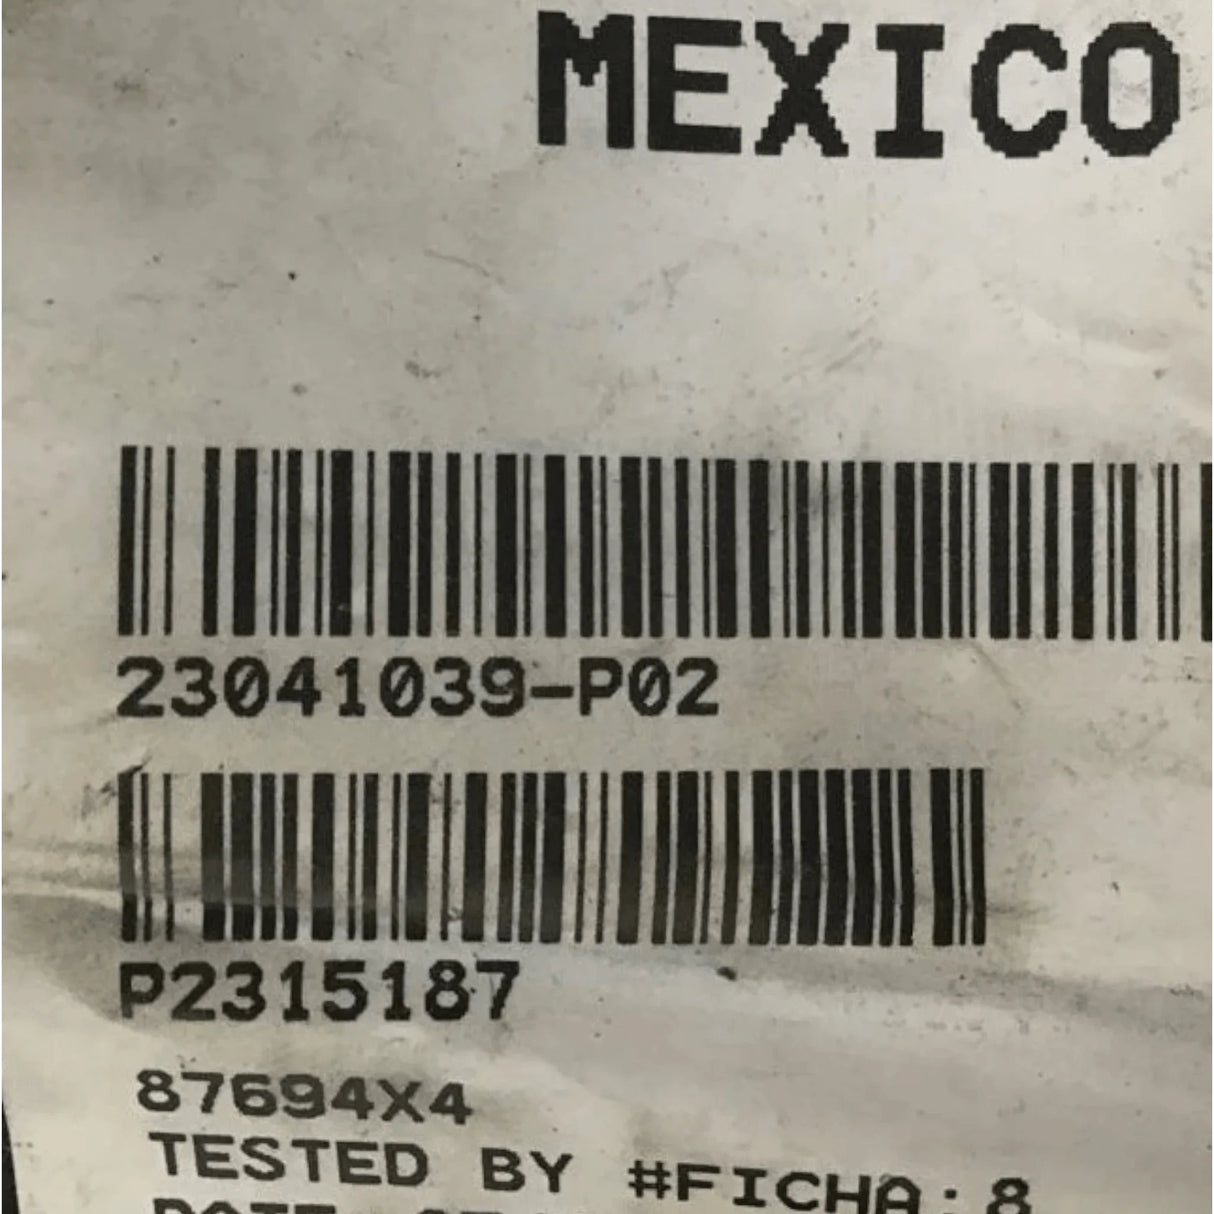 MEXICO
23041039-P02
P2315187
87694X4
TESTED BY #FICHA:8